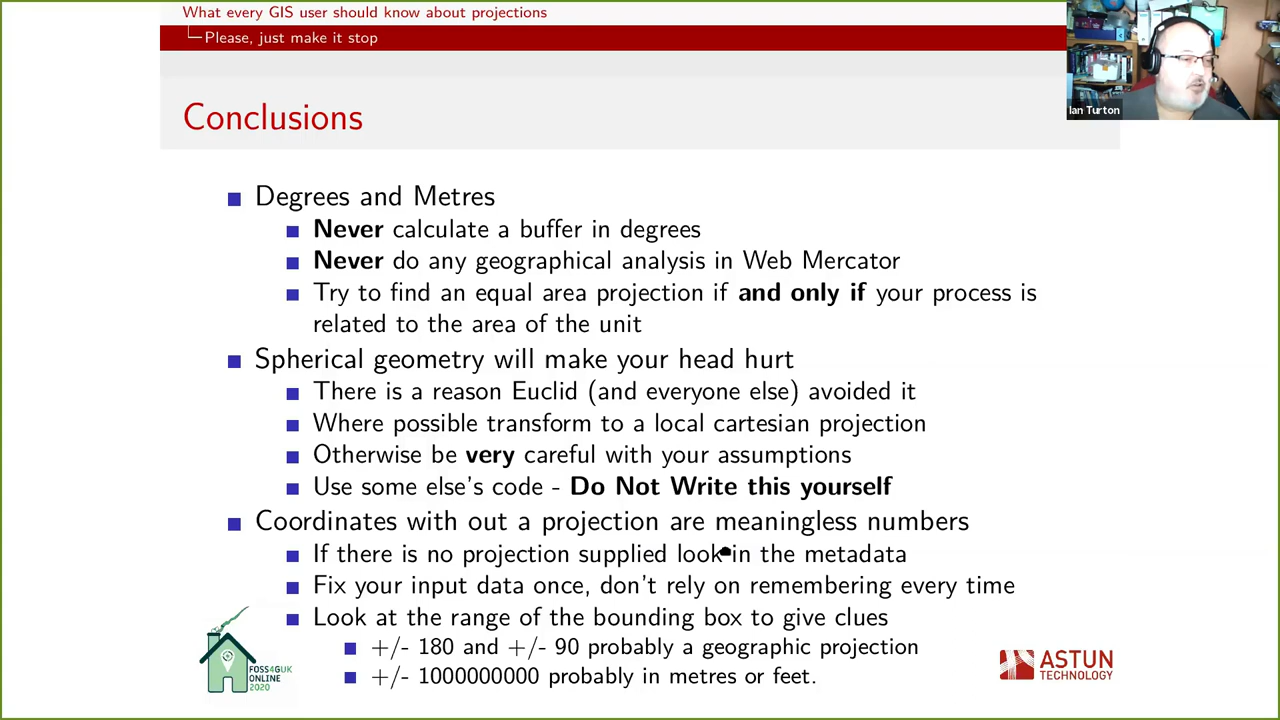 What every GIS user should know about projections
Please, just make it stop
Ian Turton
Conclusions
Degrees and Metres
Never calculate a buffer in degrees
Never do any geographical analysis in Web Mercator
Try to find an equal area projection if and only if your process is
related to the area of the unit
Spherical geometry will make your head hurt
There is a reason Euclid (and everyone else) avoided it
Where possible transform to a local cartesian projection
Otherwise be very careful with your assumptions
Use some else's code - Do Not Write this yourself
Coordinates with out a projection are meaningless numbers
If there is no projection supplied look in the metadata
Fix your input data once, don't rely on remembering every time
Look at the range of the bounding box to give clues
+/- 180 and +/- 90 probably a geographic projection
+/- 1000000000 probably in metres or feet.
FOSS4GUK
ONLINE
2020
ASTUN
TECHNOLOGY